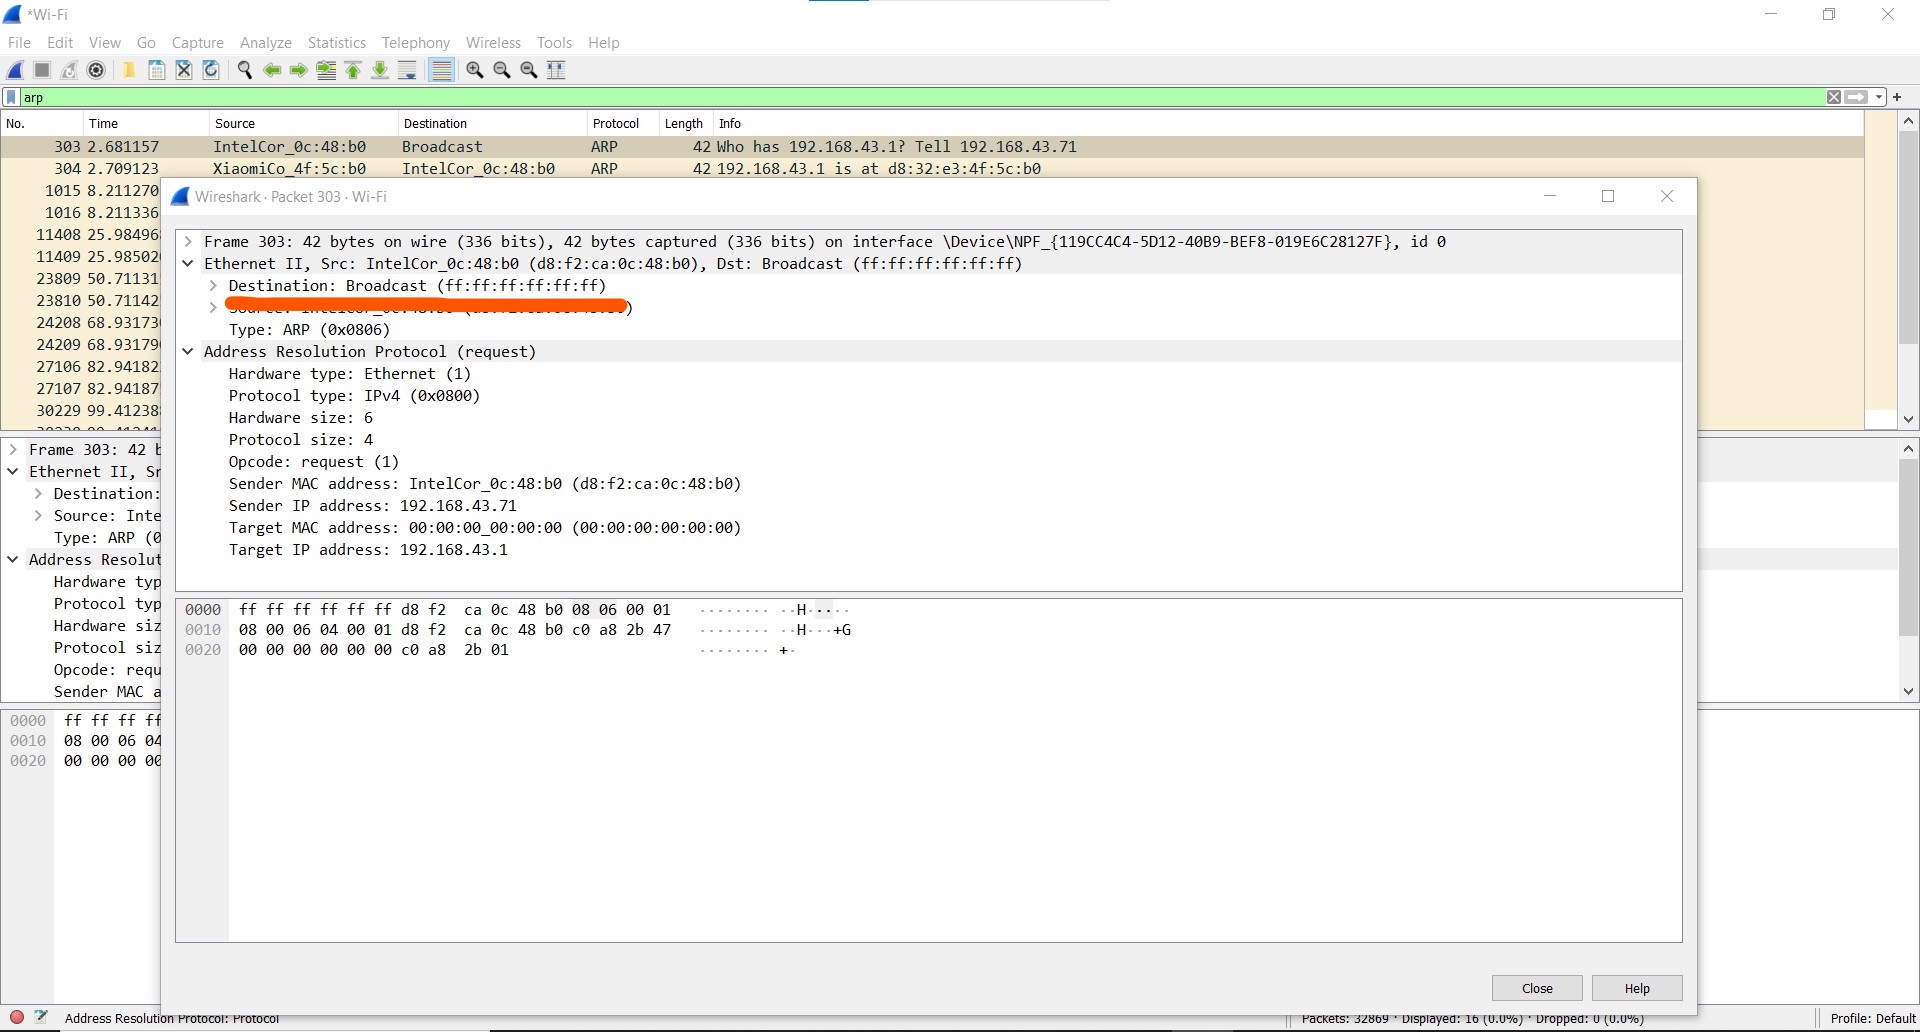 *Wi-Fi
File Edit View Go Capture Analyze Statistics Telephony Wireless Tools Help
arp
No. Time Source Destination Protocol Length Info
303 2.681157 IntelCor_0c:48:b0 Broadcast ARP 42 Who has 192.168.43.1? Tell 192.168.43.71
304 2.709123 XiaomiCo_4f:5c:b0 IntelCor_0c:48:b0 ARP 42 192.168.43.1 is at d8:32:e3:4f:5c:b0
1015 8.211270
1016 8.211336
11408 25.984968
11409 25.985020
23809 50.71131
23810 50.71142
24208 68.93173
24209 68.93179
27106 82.94182
27107 82.94187
30229 99.41238
Wireshark · Packet 303 · Wi-Fi
Frame 303: 42 bytes on wire (336 bits), 42 bytes captured (336 bits) on interface \Device\NPF_{119CC4C4-5D12-40B9-BEF8-019E6C28127F}, id 0
Ethernet II, Src: IntelCor_0c:48:b0 (d8:f2:ca:0c:48:b0), Dst: Broadcast (ff:ff:ff:ff:ff:ff)
Destination: Broadcast (ff:ff:ff:ff:ff:ff)
Type: ARP (0x0806)
Address Resolution Protocol (request)
Hardware type: Ethernet (1)
Protocol type: IPv4 (0x0800)
Hardware size: 6
Protocol size: 4
Opcode: request (1)
Sender MAC address: IntelCor_0c:48:b0 (d8:f2:ca:0c:48:b0)
Sender IP address: 192.168.43.71
Target MAC address: 00:00:00_00:00:00 (00:00:00:00:00:00)
Target IP address: 192.168.43.1
0000 ff ff ff ff ff ff d8 f2 ca 0c 48 b0 08 06 00 01 ········ ··H·····
0010 08 00 06 04 00 01 d8 f2 ca 0c 48 b0 c0 a8 2b 47 ········ ··H···+G
0020 00 00 00 00 00 00 c0 a8 2b 01 ········ +·
Close Help
Frame 303: 42 b
Ethernet II, Sr
Destination:
Source: Inte
Type: ARP (0
Address Resolut
Hardware typ
Protocol typ
Hardware siz
Protocol siz
Opcode: requ
Sender MAC a
0000 ff ff ff ff
0010 08 00 06 04
0020 00 00 00 00
Address Resolution Protocol: Protocol
Packets: 32869 · Displayed: 16 (0.0%) · Dropped: 0 (0.0%)
Profile: Default